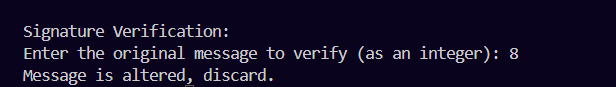 Signature Verification:
Enter the original message to verify (as an integer): 8
Message is altered, discard.